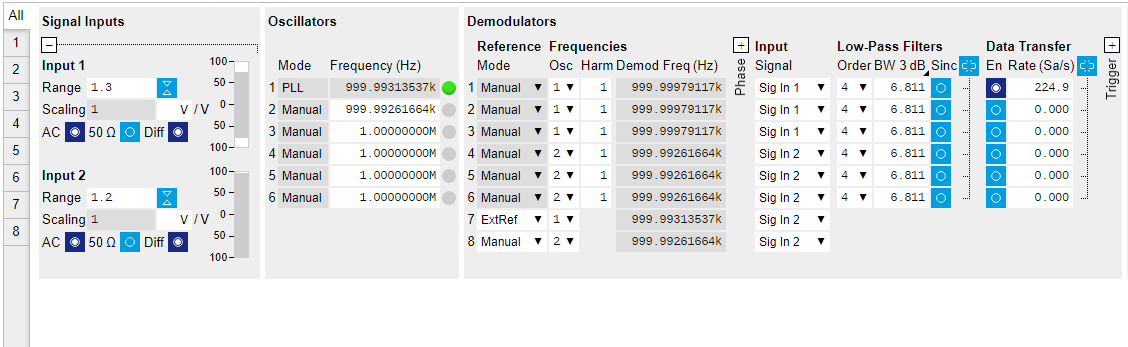 All
1
2
3
4
5
6
7
8
Signal Inputs
−
Input 1
Range 1.3
Scaling 1 V / V
AC 50 Ω Diff
100
50
0
50
100
Input 2
Range 1.2
Scaling 1 V / V
AC 50 Ω Diff
100
50
0
50
100
Oscillators
Mode Frequency (Hz)
1 PLL 999.99313537k
2 Manual 999.99261664k
3 Manual 1.00000000M
4 Manual 1.00000000M
5 Manual 1.00000000M
6 Manual 1.00000000M
Demodulators
Reference Frequencies + Input Low-Pass Filters Data Transfer +
Mode Osc Harm Demod Freq (Hz) Signal Order BW 3 dB Sinc En Rate (Sa/s)
Phase
Trigger
1 Manual 1 1 999.99979117k Sig In 1 4 6.811 224.9
2 Manual 1 1 999.99979117k Sig In 1 4 6.811 0.000
3 Manual 1 1 999.99979117k Sig In 1 4 6.811 0.000
4 Manual 2 1 999.99261664k Sig In 2 4 6.811 0.000
5 Manual 2 1 999.99261664k Sig In 2 4 6.811 0.000
6 Manual 2 1 999.99261664k Sig In 2 4 6.811 0.000
7 ExtRef 1 999.99313537k Sig In 2
8 Manual 2 999.99261664k Sig In 2